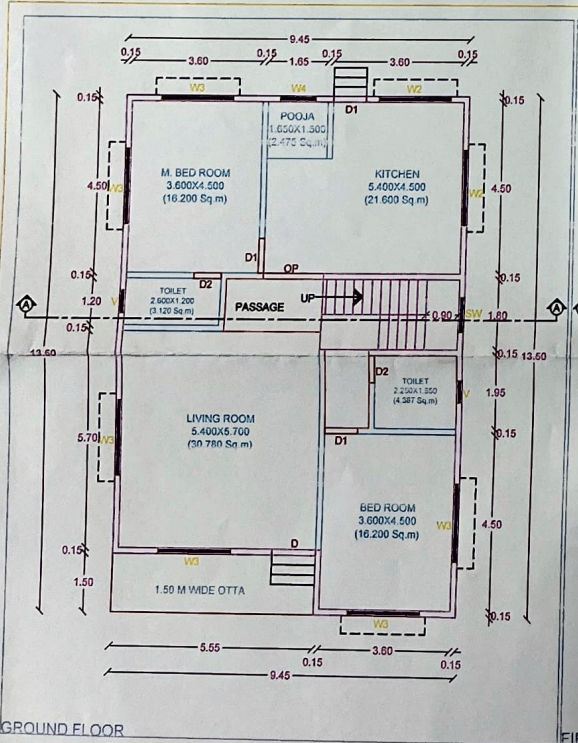 9.45
0.15 3.60 0.15 1.65 0.15 3.60 0.15
W3 W4 W2
D1
0.15 0.15
POOJA
1.650X1.500
(2.475 Sq.m)
M. BED ROOM
3.600X4.500
(16.200 Sq.m)
KITCHEN
5.400X4.500
(21.600 Sq.m)
4.50 W3 W2 4.50
D1
OP
0.15 D2 0.15
TOILET
2.600X1.200
(3.120 Sq.m)
PASSAGE
UP
A 1.20 V 0.90 SW 1.80 A
0.15
13.50 0.15 13.50
D2
TOILET
(4.387 Sq.m)
V 1.95
LIVING ROOM
5.400X5.700
(30.780 Sq.m)
D1 0.15
5.70 W3
BED ROOM
3.600X4.500
(16.200 Sq.m)
W3 4.50
0.15 D
W3
1.50 1.50 M WIDE OTTA
0.15
W3
5.55 0.15 3.60 0.15
9.45
GROUND FLOOR